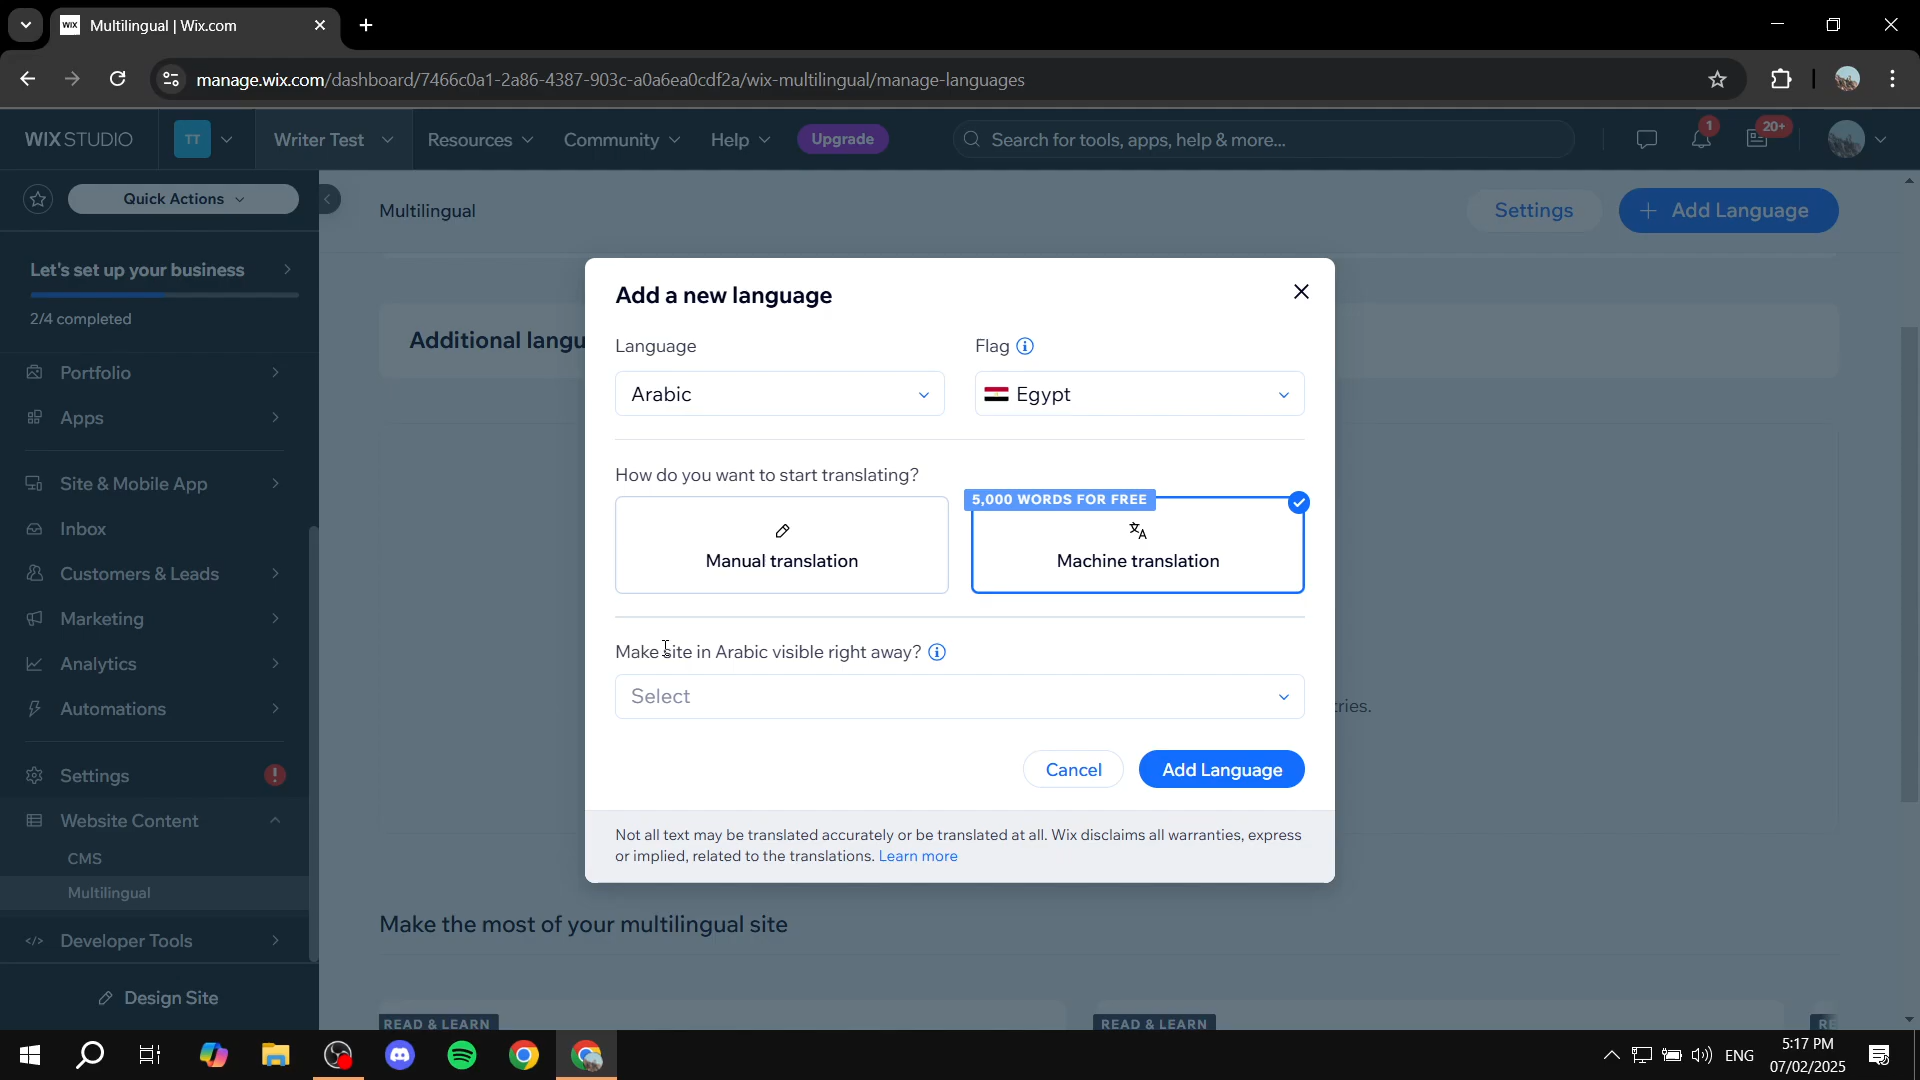 WIX
Multilingual | Wix.com
manage.wix.com/dashboard/7466c0a1-2a86-4387-903c-a0a6ea0cdf2a/wix-multilingual/manage-languages
WIX STUDIO
TT
Writer Test
Resources
Community
Help
Upgrade
Search for tools, apps, help & more...
1
20+
Quick Actions
Multilingual
Settings
+ Add Language
Let's set up your business
2/4 completed
Portfolio
Apps
Site & Mobile App
Inbox
Customers & Leads
Marketing
Analytics
Automations
Settings
!
Website Content
CMS
Multilingual
Developer Tools
Design Site
Additional langu
Add a new language
Language
Flag
Arabic
Egypt
How do you want to start translating?
5,000 WORDS FOR FREE
Manual translation
Machine translation
Make site in Arabic visible right away?
Select
tries.
Cancel
Add Language
Not all text may be translated accurately or be translated at all. Wix disclaims all warranties, express
or implied, related to the translations. Learn more
Make the most of your multilingual site
READ & LEARN
READ & LEARN
RE
ENG
5:17 PM
07/02/2025